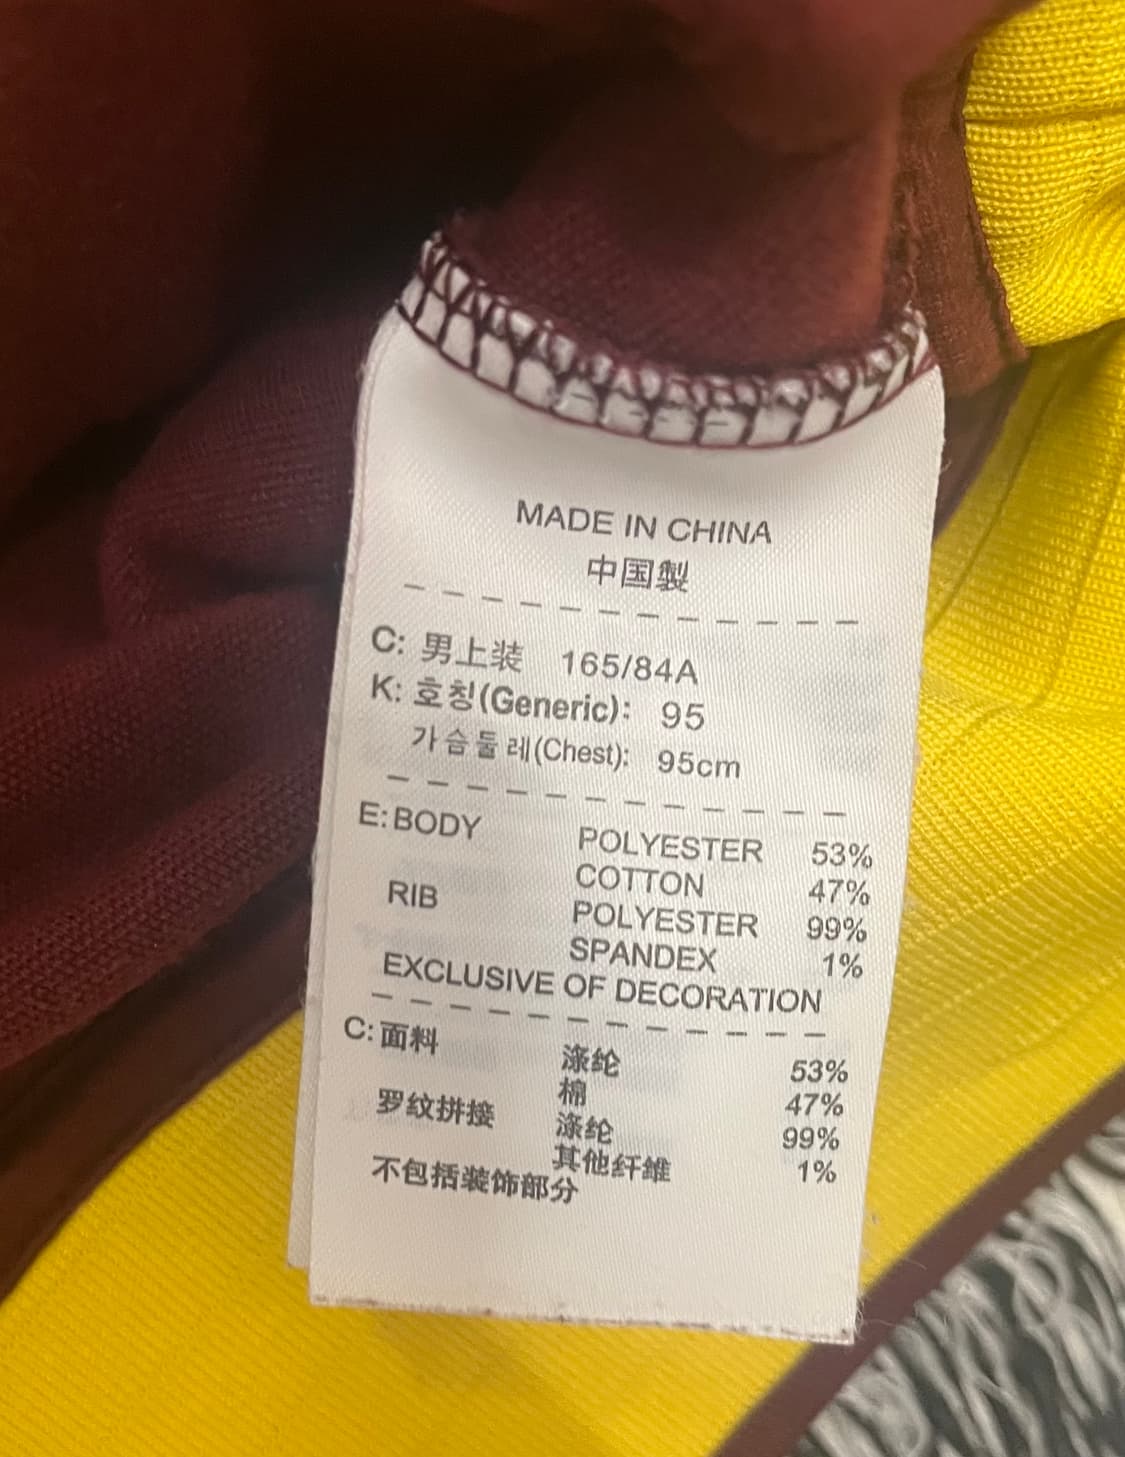 MADE IN CHINA
中国製
C: 男上装 165/84A
K: 호칭(Generic): 95
가슴둘레(Chest): 95cm
E: BODY POLYESTER 53%
COTTON 47%
RIB POLYESTER 99%
SPANDEX 1%
EXCLUSIVE OF DECORATION
C: 面料 涤纶 53%
棉 47%
罗纹拼接 涤纶 99%
其他纤维 1%
不包括装饰部分